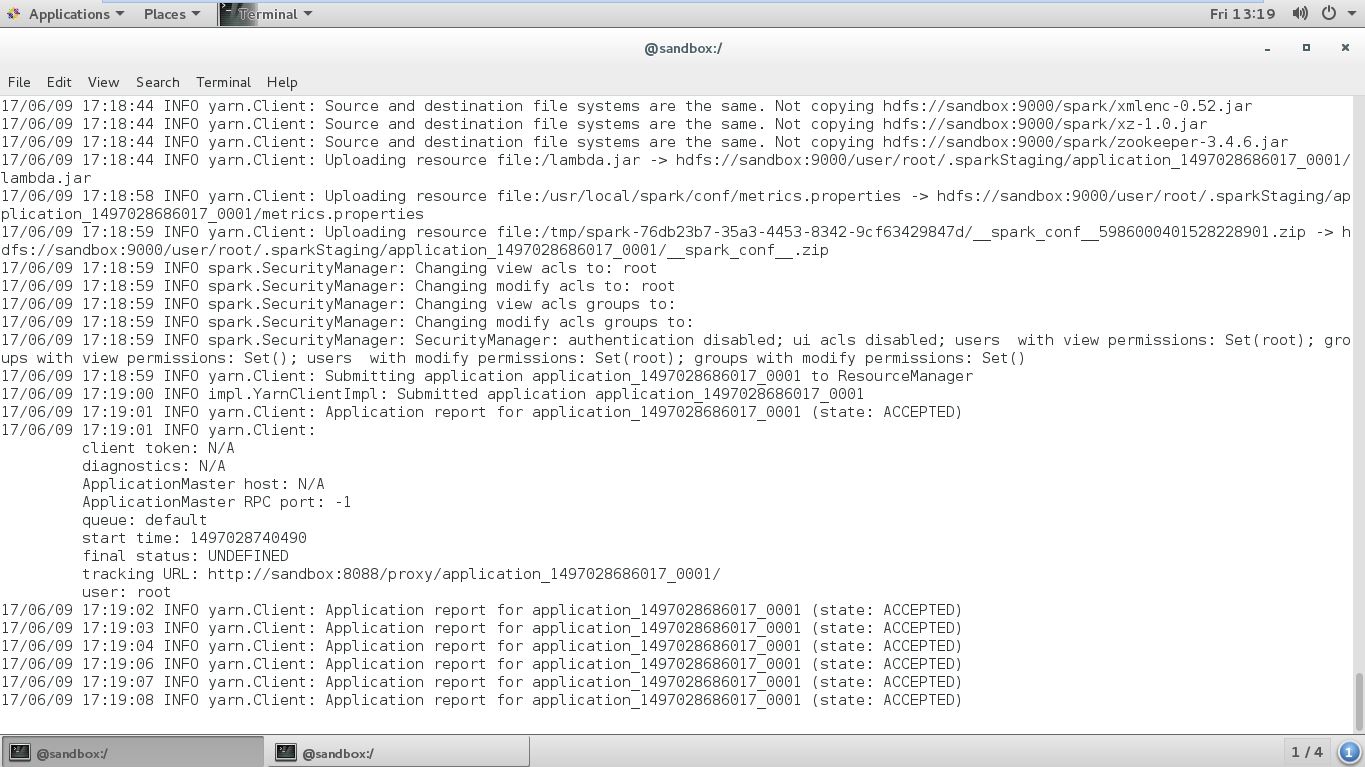 Applications Places Terminal Fri 13:19
@sandbox:/
File Edit View Search Terminal Help
17/06/09 17:18:44 INFO yarn.Client: Source and destination file systems are the same. Not copying hdfs://sandbox:9000/spark/xmlenc-0.52.jar
17/06/09 17:18:44 INFO yarn.Client: Source and destination file systems are the same. Not copying hdfs://sandbox:9000/spark/xz-1.0.jar
17/06/09 17:18:44 INFO yarn.Client: Source and destination file systems are the same. Not copying hdfs://sandbox:9000/spark/zookeeper-3.4.6.jar
17/06/09 17:18:44 INFO yarn.Client: Uploading resource file:/lambda.jar -> hdfs://sandbox:9000/user/root/.sparkStaging/application_1497028686017_0001/
lambda.jar
17/06/09 17:18:58 INFO yarn.Client: Uploading resource file:/usr/local/spark/conf/metrics.properties -> hdfs://sandbox:9000/user/root/.sparkStaging/ap
plication_1497028686017_0001/metrics.properties
17/06/09 17:18:59 INFO yarn.Client: Uploading resource file:/tmp/spark-76db23b7-35a3-4453-8342-9cf63429847d/__spark_conf__5986000401528228901.zip -> h
dfs://sandbox:9000/user/root/.sparkStaging/application_1497028686017_0001/__spark_conf__.zip
17/06/09 17:18:59 INFO spark.SecurityManager: Changing view acls to: root
17/06/09 17:18:59 INFO spark.SecurityManager: Changing modify acls to: root
17/06/09 17:18:59 INFO spark.SecurityManager: Changing view acls groups to:
17/06/09 17:18:59 INFO spark.SecurityManager: Changing modify acls groups to:
17/06/09 17:18:59 INFO spark.SecurityManager: SecurityManager: authentication disabled; ui acls disabled; users  with view permissions: Set(root); gro
ups with view permissions: Set(); users  with modify permissions: Set(root); groups with modify permissions: Set()
17/06/09 17:18:59 INFO yarn.Client: Submitting application application_1497028686017_0001 to ResourceManager
17/06/09 17:19:00 INFO impl.YarnClientImpl: Submitted application application_1497028686017_0001
17/06/09 17:19:01 INFO yarn.Client: Application report for application_1497028686017_0001 (state: ACCEPTED)
17/06/09 17:19:01 INFO yarn.Client:
client token: N/A
diagnostics: N/A
ApplicationMaster host: N/A
ApplicationMaster RPC port: -1
queue: default
start time: 1497028740490
final status: UNDEFINED
tracking URL: http://sandbox:8088/proxy/application_1497028686017_0001/
user: root
17/06/09 17:19:02 INFO yarn.Client: Application report for application_1497028686017_0001 (state: ACCEPTED)
17/06/09 17:19:03 INFO yarn.Client: Application report for application_1497028686017_0001 (state: ACCEPTED)
17/06/09 17:19:04 INFO yarn.Client: Application report for application_1497028686017_0001 (state: ACCEPTED)
17/06/09 17:19:06 INFO yarn.Client: Application report for application_1497028686017_0001 (state: ACCEPTED)
17/06/09 17:19:07 INFO yarn.Client: Application report for application_1497028686017_0001 (state: ACCEPTED)
17/06/09 17:19:08 INFO yarn.Client: Application report for application_1497028686017_0001 (state: ACCEPTED)
@sandbox:/ @sandbox:/ 1 / 4 1